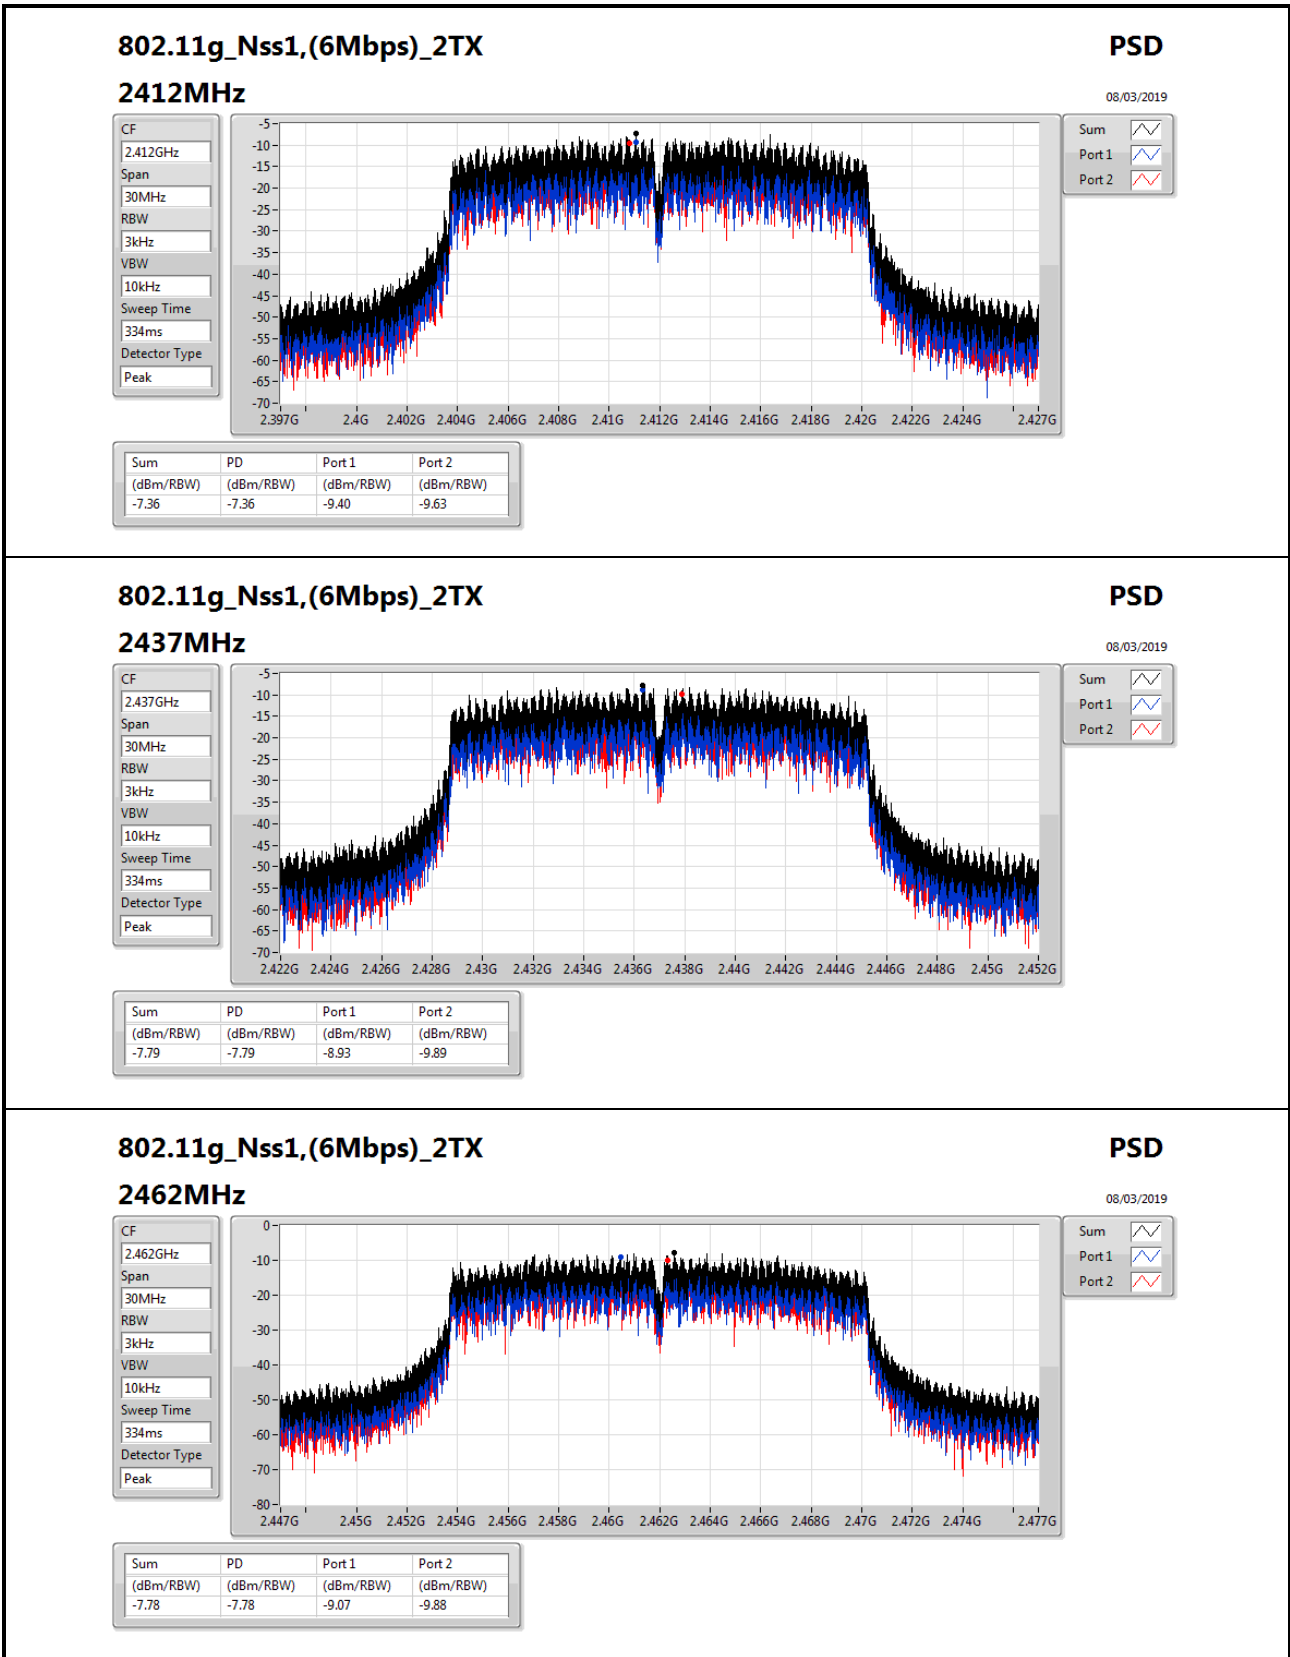 802.11g_Nss1,(6Mbps)_2TX PSD
2412MHz 08/03/2019
CF
2.412GHz
Span
30MHz
RBW
3kHz
VBW
10kHz
Sweep Time
334ms
Detector Type
Peak
-5
-10
-15
-20
-25
-30
-35
-40
-45
-50
-55
-60
-65
-70
2.397G 2.4G 2.402G 2.404G 2.406G 2.408G 2.41G 2.412G 2.414G 2.416G 2.418G 2.42G 2.422G 2.424G 2.427G
Sum
Port 1
Port 2
Sum PD Port 1 Port 2
(dBm/RBW) (dBm/RBW) (dBm/RBW) (dBm/RBW)
-7.36 -7.36 -9.40 -9.63
802.11g_Nss1,(6Mbps)_2TX PSD
2437MHz 08/03/2019
CF
2.437GHz
Span
30MHz
RBW
3kHz
VBW
10kHz
Sweep Time
334ms
Detector Type
Peak
-5
-10
-15
-20
-25
-30
-35
-40
-45
-50
-55
-60
-65
-70
2.422G 2.424G 2.426G 2.428G 2.43G 2.432G 2.434G 2.436G 2.438G 2.44G 2.442G 2.444G 2.446G 2.448G 2.45G 2.452G
Sum
Port 1
Port 2
Sum PD Port 1 Port 2
(dBm/RBW) (dBm/RBW) (dBm/RBW) (dBm/RBW)
-7.79 -7.79 -8.93 -9.89
802.11g_Nss1,(6Mbps)_2TX PSD
2462MHz 08/03/2019
CF
2.462GHz
Span
30MHz
RBW
3kHz
VBW
10kHz
Sweep Time
334ms
Detector Type
Peak
0
-10
-20
-30
-40
-50
-60
-70
-80
2.447G 2.45G 2.452G 2.454G 2.456G 2.458G 2.46G 2.462G 2.464G 2.466G 2.468G 2.47G 2.472G 2.474G 2.477G
Sum
Port 1
Port 2
Sum PD Port 1 Port 2
(dBm/RBW) (dBm/RBW) (dBm/RBW) (dBm/RBW)
-7.78 -7.78 -9.07 -9.88